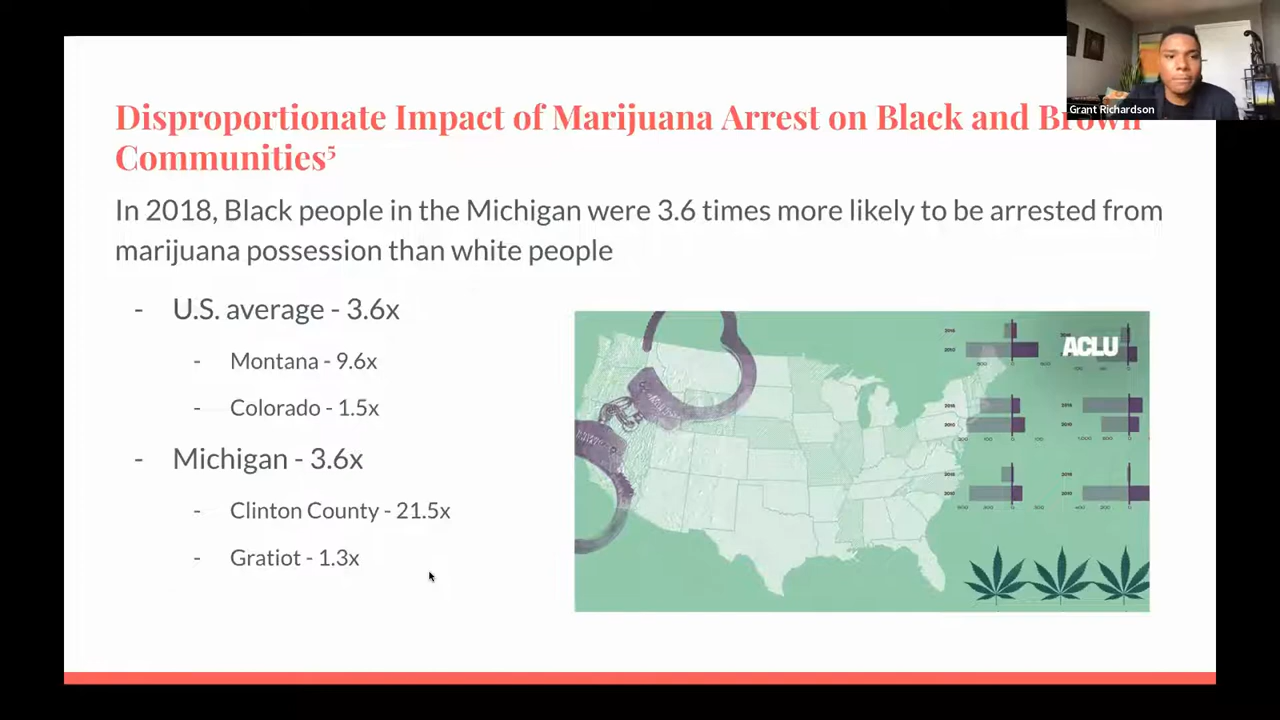 Grant Richardson
Disproportionate Impact of Marijuana Arrest on Black and Brown
Communities⁵
In 2018, Black people in the Michigan were 3.6 times more likely to be arrested from
marijuana possession than white people
- U.S. average - 3.6x
- Montana - 9.6x
- Colorado - 1.5x
- Michigan - 3.6x
- Clinton County - 21.5x
- Gratiot - 1.3x
ACLU